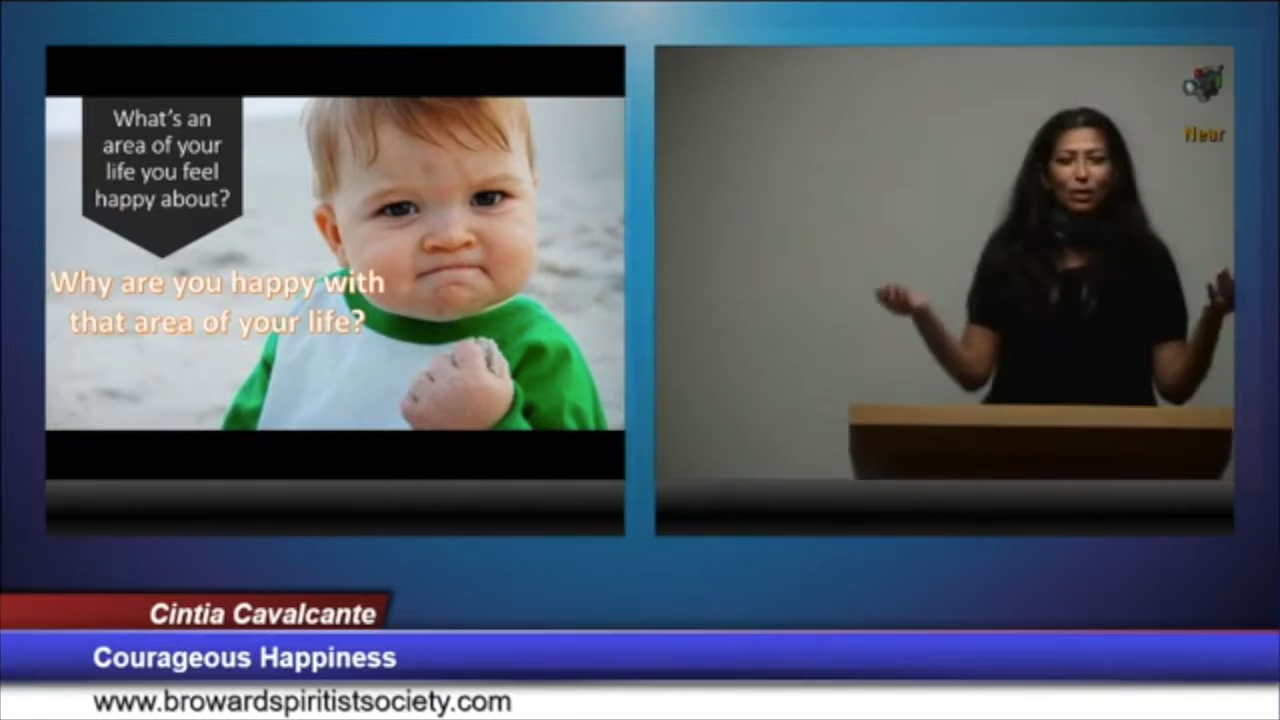 What's an
area of your
life you feel
happy about?
Why are you happy with
that area of your life?
Near
Cintia Cavalcante
Courageous Happiness
www.browardspiritistsociety.com